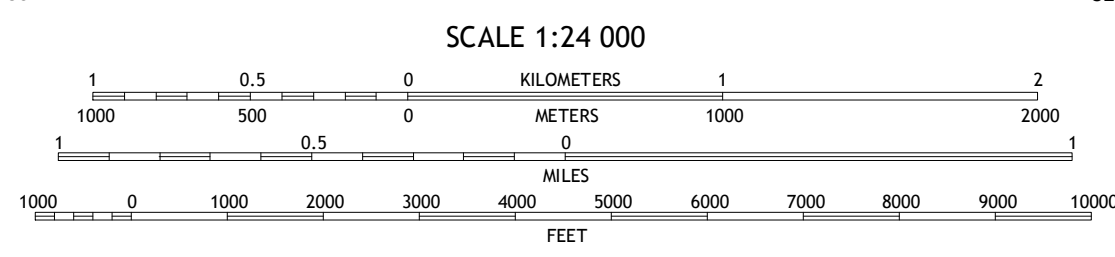 SCALE 1:24 000
1 0.5 0 KILOMETERS 1 2
1000 500 0 METERS 1000 2000
1 0.5 0 1
MILES
1000 0 1000 2000 3000 4000 5000 6000 7000 8000 9000 10000
FEET